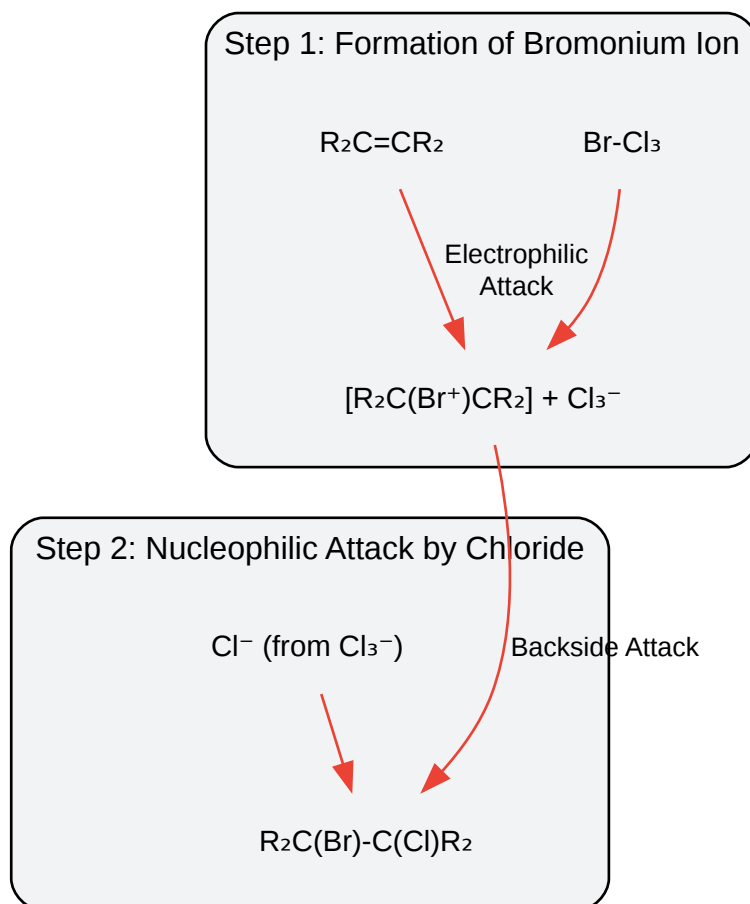 Step 1: Formation of Bromonium Ion
R₂C=CR₂
Br-Cl₃
Electrophilic
Attack
[R₂C(Br⁺)CR₂] + Cl₃⁻
Step 2: Nucleophilic Attack by Chloride
Cl⁻ (from Cl₃⁻)
Backside Attack
R₂C(Br)-C(Cl)R₂